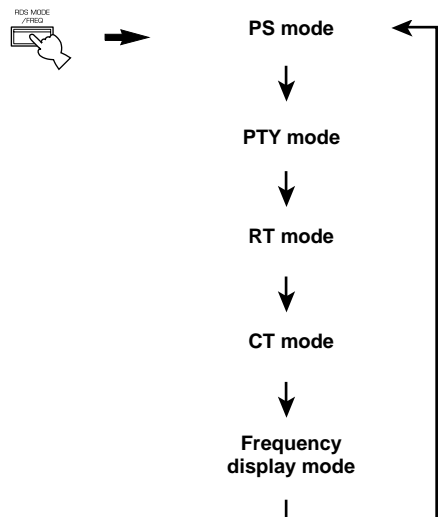 RDS MODE
/FREQ
PS mode
PTY mode
RT mode
CT mode
Frequency
display mode